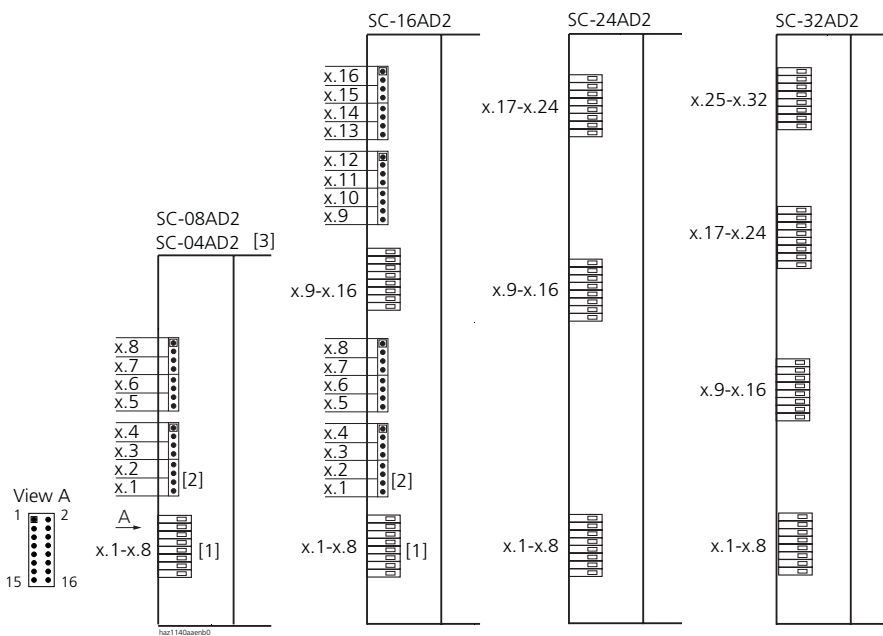 SC-16AD2
SC-24AD2
SC-32AD2
x.16
x.15
x.14
x.13
x.12
x.11
x.10
x.9
x.9-x.16
x.8
x.7
x.6
x.5
x.4
x.3
x.2
x.1
[2]
x.1-x.8
[1]
x.17-x.24
x.9-x.16
x.1-x.8
x.25-x.32
x.17-x.24
x.9-x.16
x.1-x.8
SC-08AD2
SC-04AD2 [3]
x.8
x.7
x.6
x.5
x.4
x.3
x.2
x.1
[2]
A
x.1-x.8
[1]
View A
1 2
15 16
haz1140aaenb0